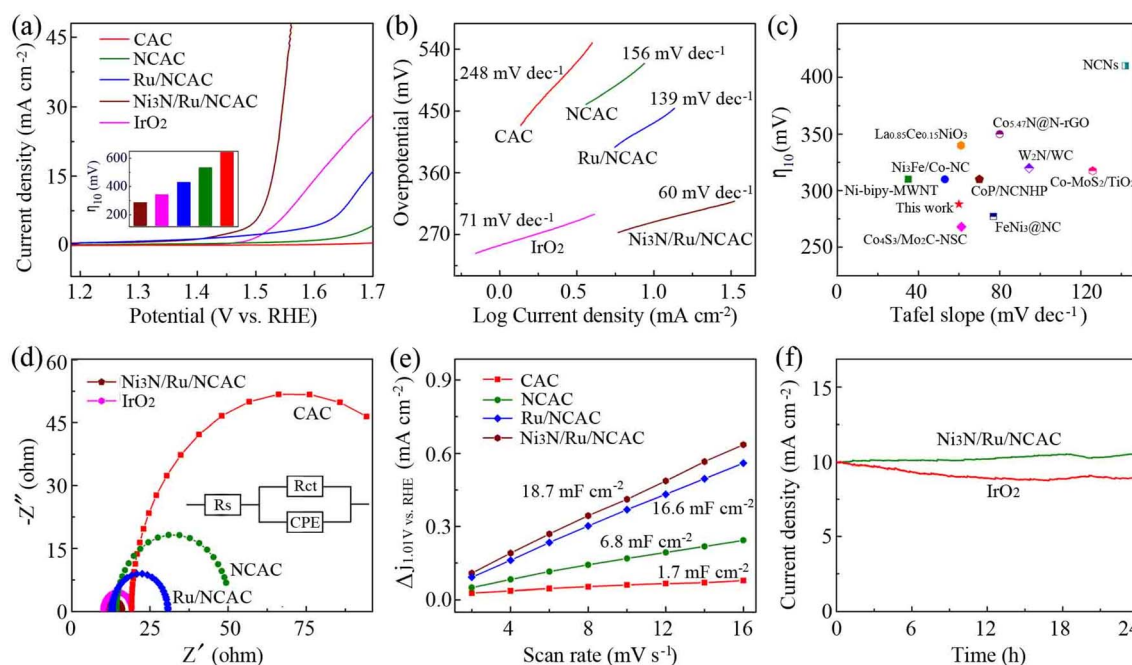 (a)
CAC
NCAC
Ru/NCAC
Ni3N/Ru/NCAC
IrO2
Current density (mA cm-2)
45
30
15
0
η10 (mV)
600
400
200
1.2 1.3 1.4 1.5 1.6 1.7
Potential (V vs. RHE)
(b)
Overpotential (mV)
540
450
360
270
248 mV dec-1
156 mV dec-1
CAC
NCAC
139 mV dec-1
Ru/NCAC
60 mV dec-1
71 mV dec-1
IrO2
Ni3N/Ru/NCAC
0.0 0.5 1.0 1.5
Log Current density (mA cm-2)
(c)
η10 (mV)
400
350
300
250
NCNs
Co5.47N@N-rGO
La0.85Ce0.15NiO3
W2N/WC
Ni3Fe/Co-NC
Co-MoS2/TiO
Ni-bipy-MWNT
CoP/NCNHP
This work
FeNi3@NC
Co4S3/Mo2C-NSC
0 40 80 120
Tafel slope (mV dec-1)
(d)
-Z″ (ohm)
60
45
30
15
0
Ni3N/Ru/NCAC
IrO2
CAC
Rs
Rct
CPE
NCAC
Ru/NCAC
0 25 50 75
Z′ (ohm)
(e)
Δj1.01V vs. RHE (mA cm-2)
0.9
0.6
0.3
0.0
CAC
NCAC
Ru/NCAC
Ni3N/Ru/NCAC
18.7 mF cm-2
16.6 mF cm-2
6.8 mF cm-2
1.7 mF cm-2
4 8 12 16
Scan rate (mV s-1)
(f)
Current density (mA cm-2)
20
15
10
5
0
Ni3N/Ru/NCAC
IrO2
0 8 16 24
Time (h)